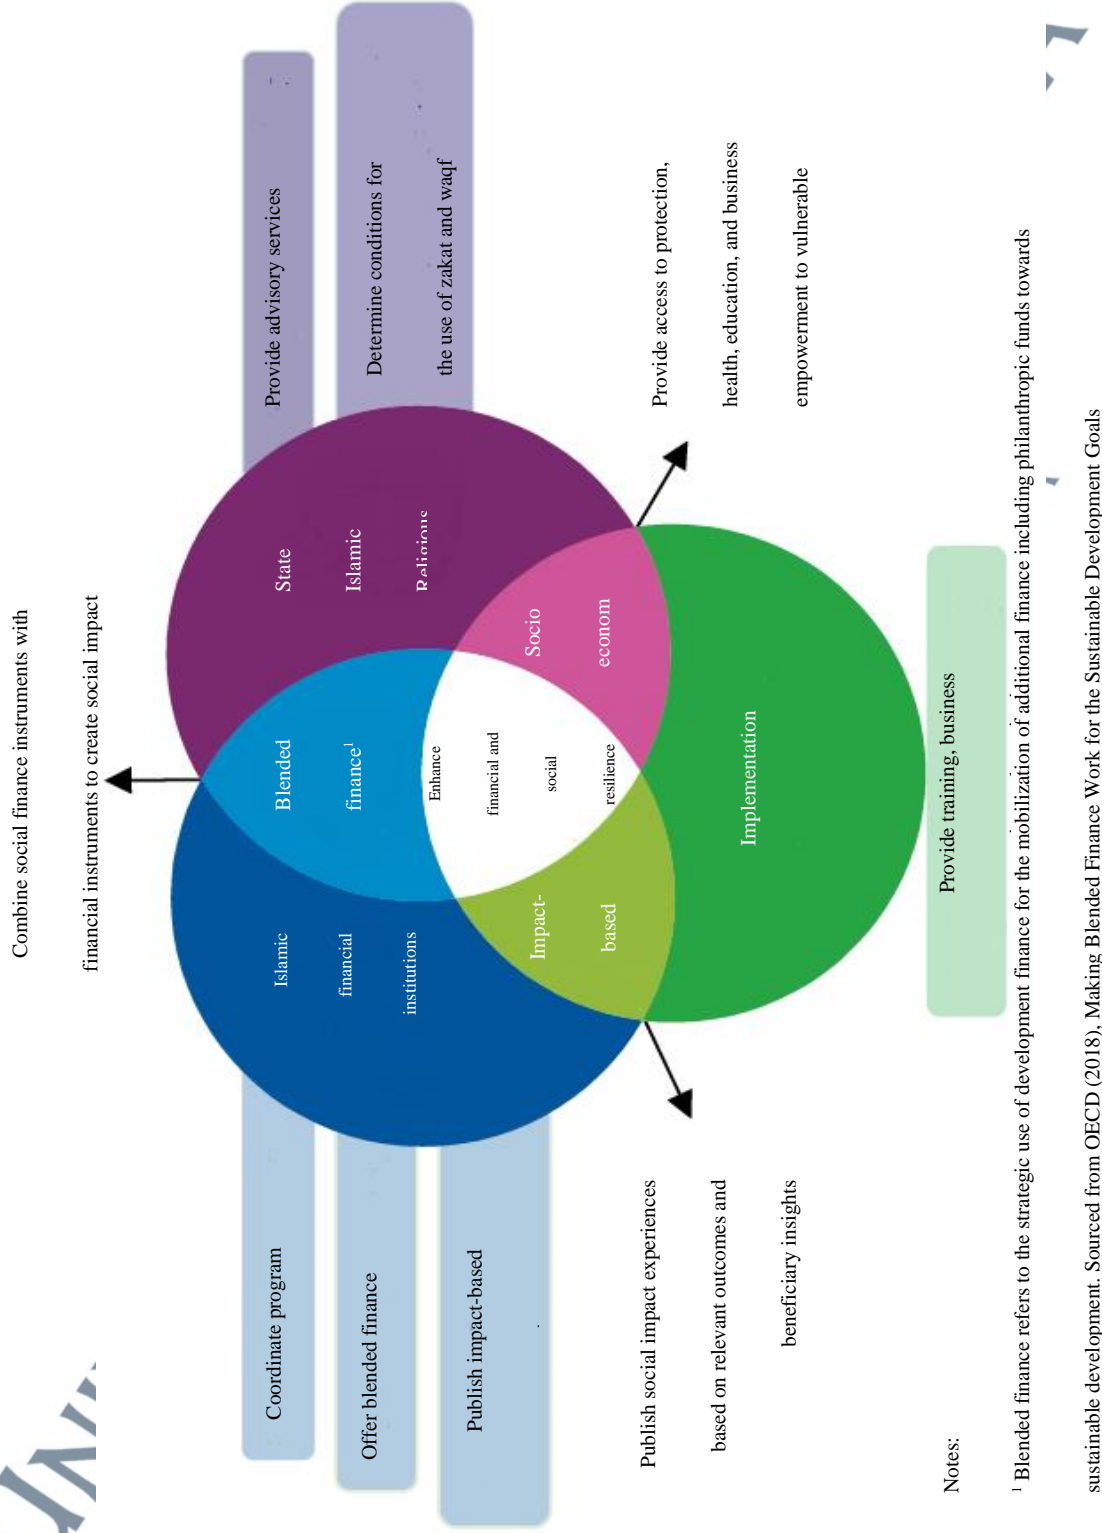 Combine social finance instruments with
financial instruments to create social impact
Coordinate program
Offer blended finance
Publish impact-based
Islamic
financial
institutions
Blended
finance¹
State
Islamic
Religious
Provide advisory services
Determine conditions for
the use of zakat and waqf
Enhance
financial and
social
resilience
Impact-
based
Socio
econom
Implementation
Publish social impact experiences
based on relevant outcomes and
beneficiary insights
Provide access to protection,
health, education, and business
empowerment to vulnerable
Provide training, business
Notes:
¹ Blended finance refers to the strategic use of development finance for the mobilization of additional finance including philanthropic funds towards
sustainable development. Sourced from OECD (2018), Making Blended Finance Work for the Sustainable Development Goals